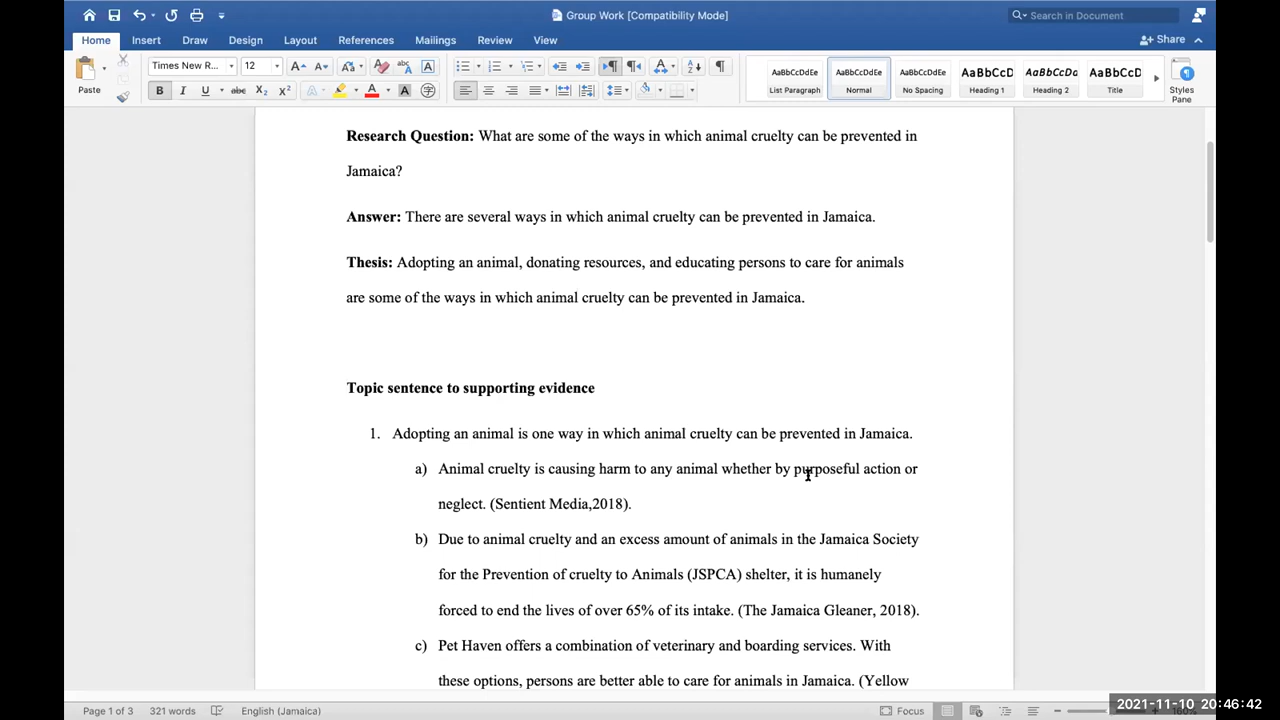 Group Work [Compatibility Mode]
Search in Document
Home Insert Draw Design Layout References Mailings Review View
Share
Paste
Times New R...
12
AaBbCcDdEe
List Paragraph
AaBbCcDdEe
Normal
AaBbCcDdEe
No Spacing
AaBbCcD
Heading 1
AaBbCcDd
Heading 2
AaBbCcD
Title
Styles
Pane
Research Question: What are some of the ways in which animal cruelty can be prevented in
Jamaica?
Answer: There are several ways in which animal cruelty can be prevented in Jamaica.
Thesis: Adopting an animal, donating resources, and educating persons to care for animals
are some of the ways in which animal cruelty can be prevented in Jamaica.
Topic sentence to supporting evidence
1. Adopting an animal is one way in which animal cruelty can be prevented in Jamaica.
a) Animal cruelty is causing harm to any animal whether by purposeful action or
neglect. (Sentient Media,2018).
b) Due to animal cruelty and an excess amount of animals in the Jamaica Society
for the Prevention of cruelty to Animals (JSPCA) shelter, it is humanely
forced to end the lives of over 65% of its intake. (The Jamaica Gleaner, 2018).
c) Pet Haven offers a combination of veterinary and boarding services. With
these options, persons are better able to care for animals in Jamaica. (Yellow
Page 1 of 3 321 words English (Jamaica)
Focus
2021-11-10 20:46:42